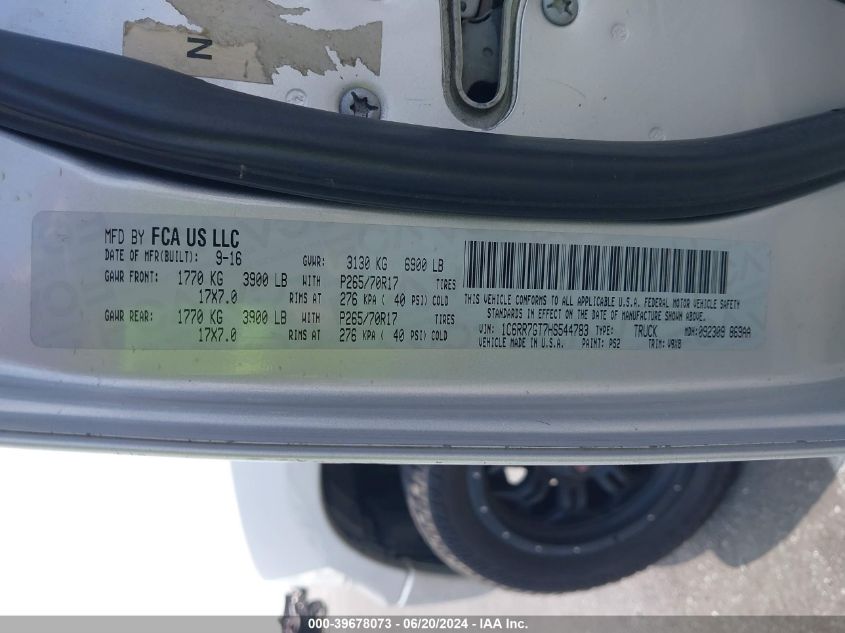 N
MFD BY FCA US LLC
DATE OF MFR(BUILT): 9-16 GVWR: 3130 KG 6900 LB
GAWR FRONT: 1770 KG 3900 LB WITH P265/70R17 TIRES
17X7.0 RIMS AT 276 KPA ( 40 PSI) COLD
GAWR REAR: 1770 KG 3900 LB WITH P265/70R17 TIRES
17X7.0 RIMS AT 276 KPA ( 40 PSI) COLD
THIS VEHICLE CONFORMS TO ALL APPLICABLE U.S.A. FEDERAL MOTOR VEHICLE SAFETY
STANDARDS IN EFFECT ON THE DATE OF MANUFACTURE SHOWN ABOVE.
VIN: 1C6RR7GT7HS544783 TYPE: TRUCK MDH: 092309 869AA
VEHICLE MADE IN U.S.A. PAINT: PS2 TRIM: V9X8
000-39678073 - 06/20/2024 - IAA Inc.